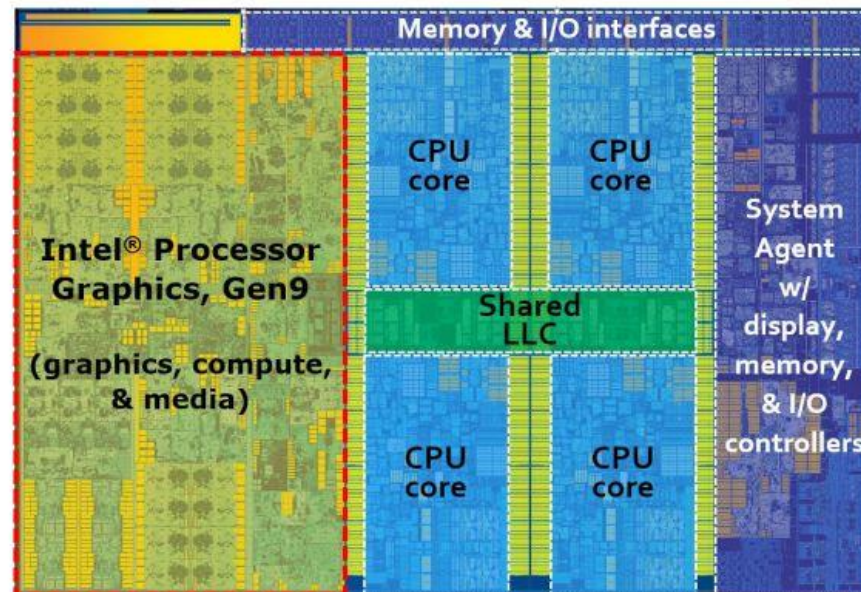 Memory & I/O interfaces
CPU
core
CPU
core
Intel® Processor
Graphics, Gen9
(graphics, compute,
& media)
Shared
LLC
System
Agent
w/
display,
memory,
& I/O
controllers
CPU
core
CPU
core